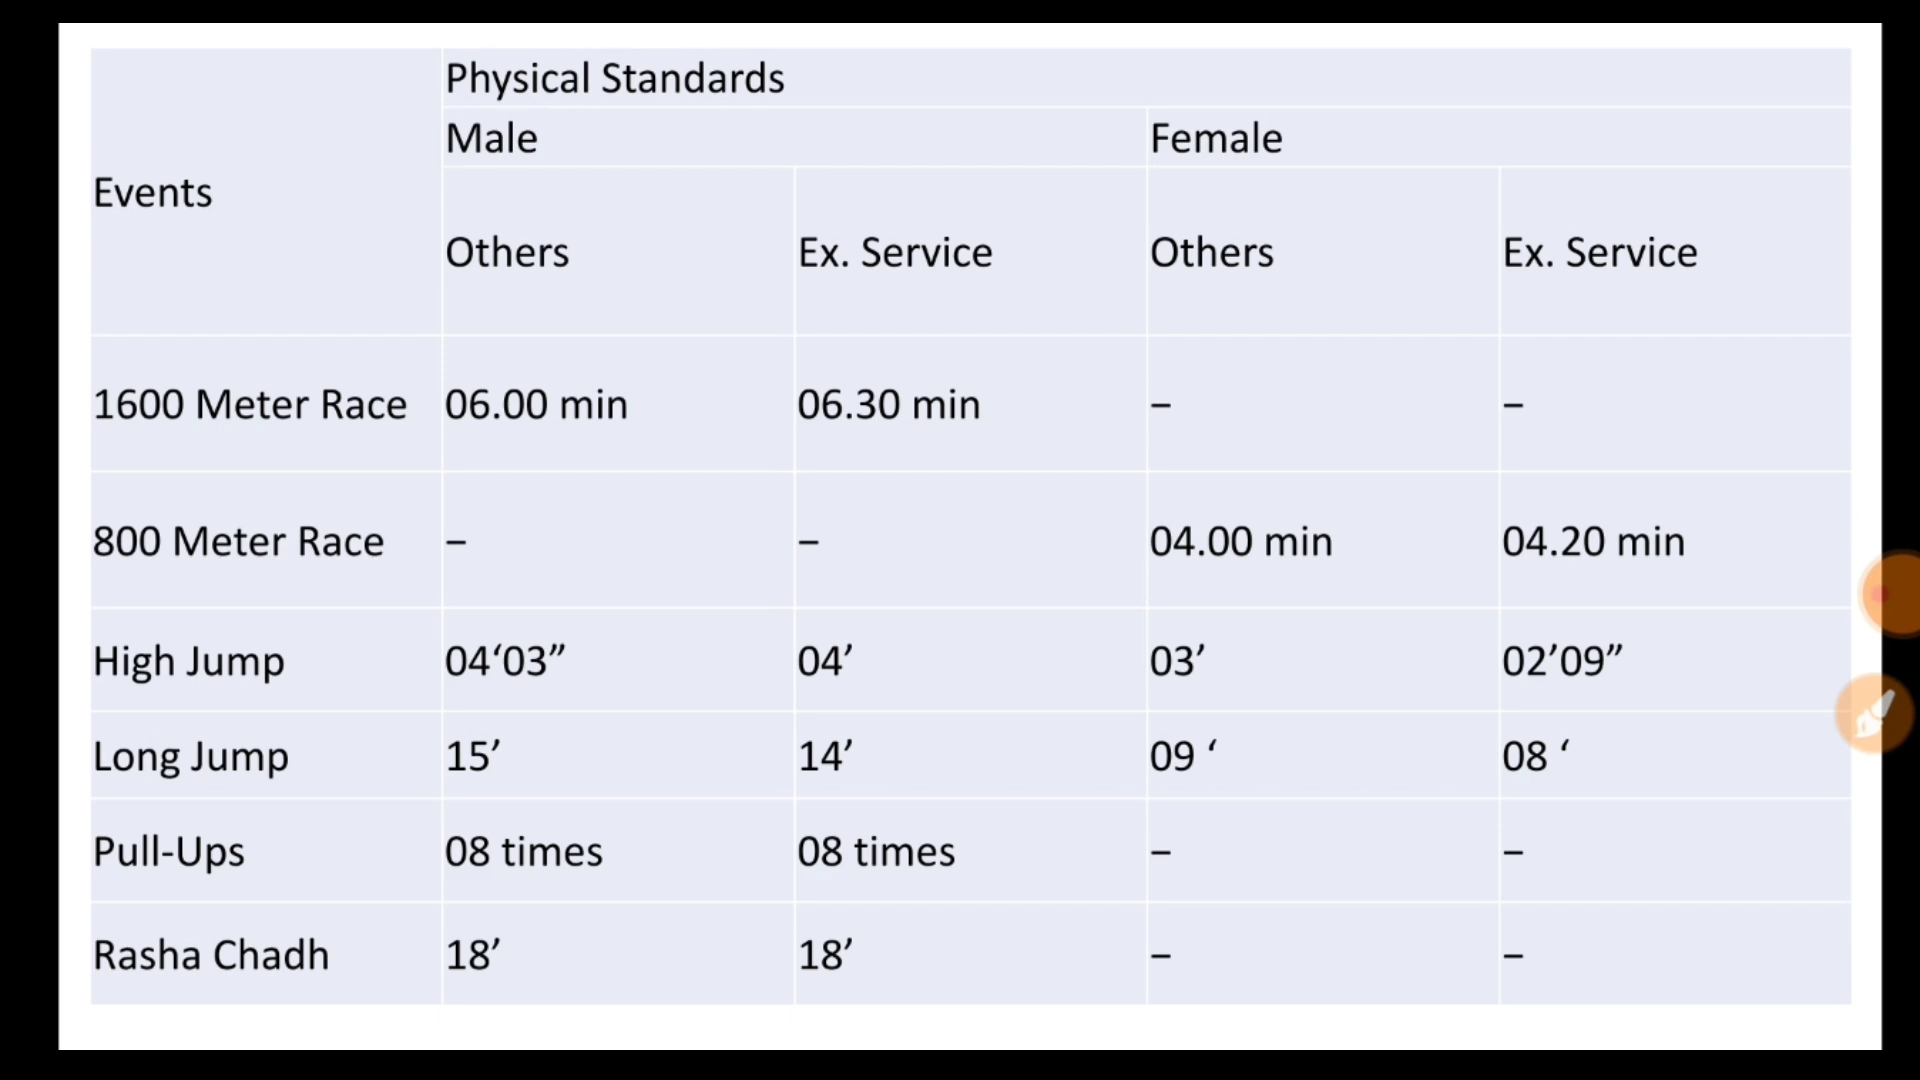 Physical Standards
Male Female
Events
Others Ex. Service Others Ex. Service
1600 Meter Race 06.00 min 06.30 min – –
800 Meter Race – – 04.00 min 04.20 min
High Jump 04‘03” 04’ 03’ 02’09”
Long Jump 15’ 14’ 09 ‘ 08 ‘
Pull-Ups 08 times 08 times – –
Rasha Chadh 18’ 18’ – –